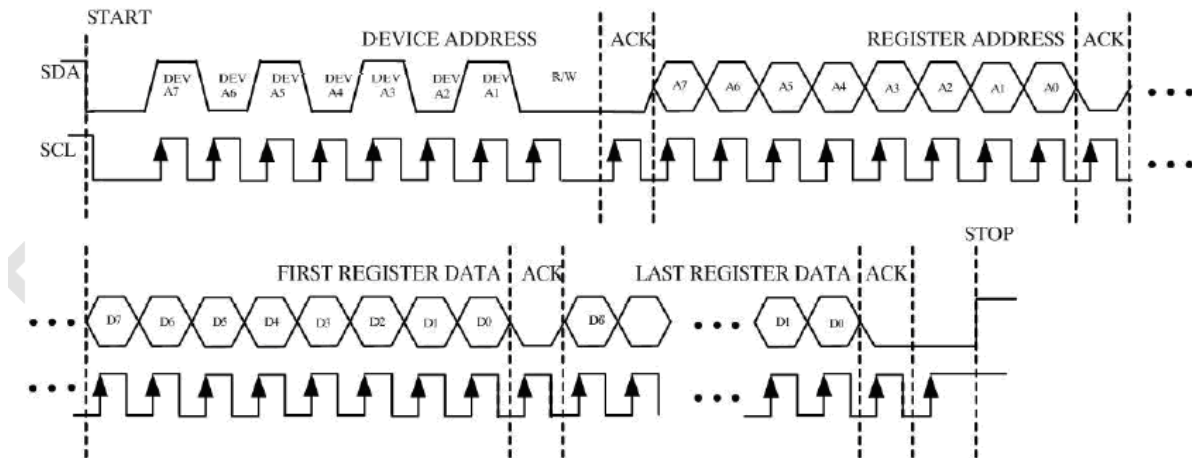 START
DEVICE ADDRESS ACK REGISTER ADDRESS ACK
SDA DEV A7 DEV A6 DEV A5 DEV A4 DEV A3 DEV A2 DEV A1 R/W A7 A6 A5 A4 A3 A2 A1 A0
SCL
STOP
FIRST REGISTER DATA ACK LAST REGISTER DATA ACK
D7 D6 D5 D4 D3 D2 D1 D0 D1 D0